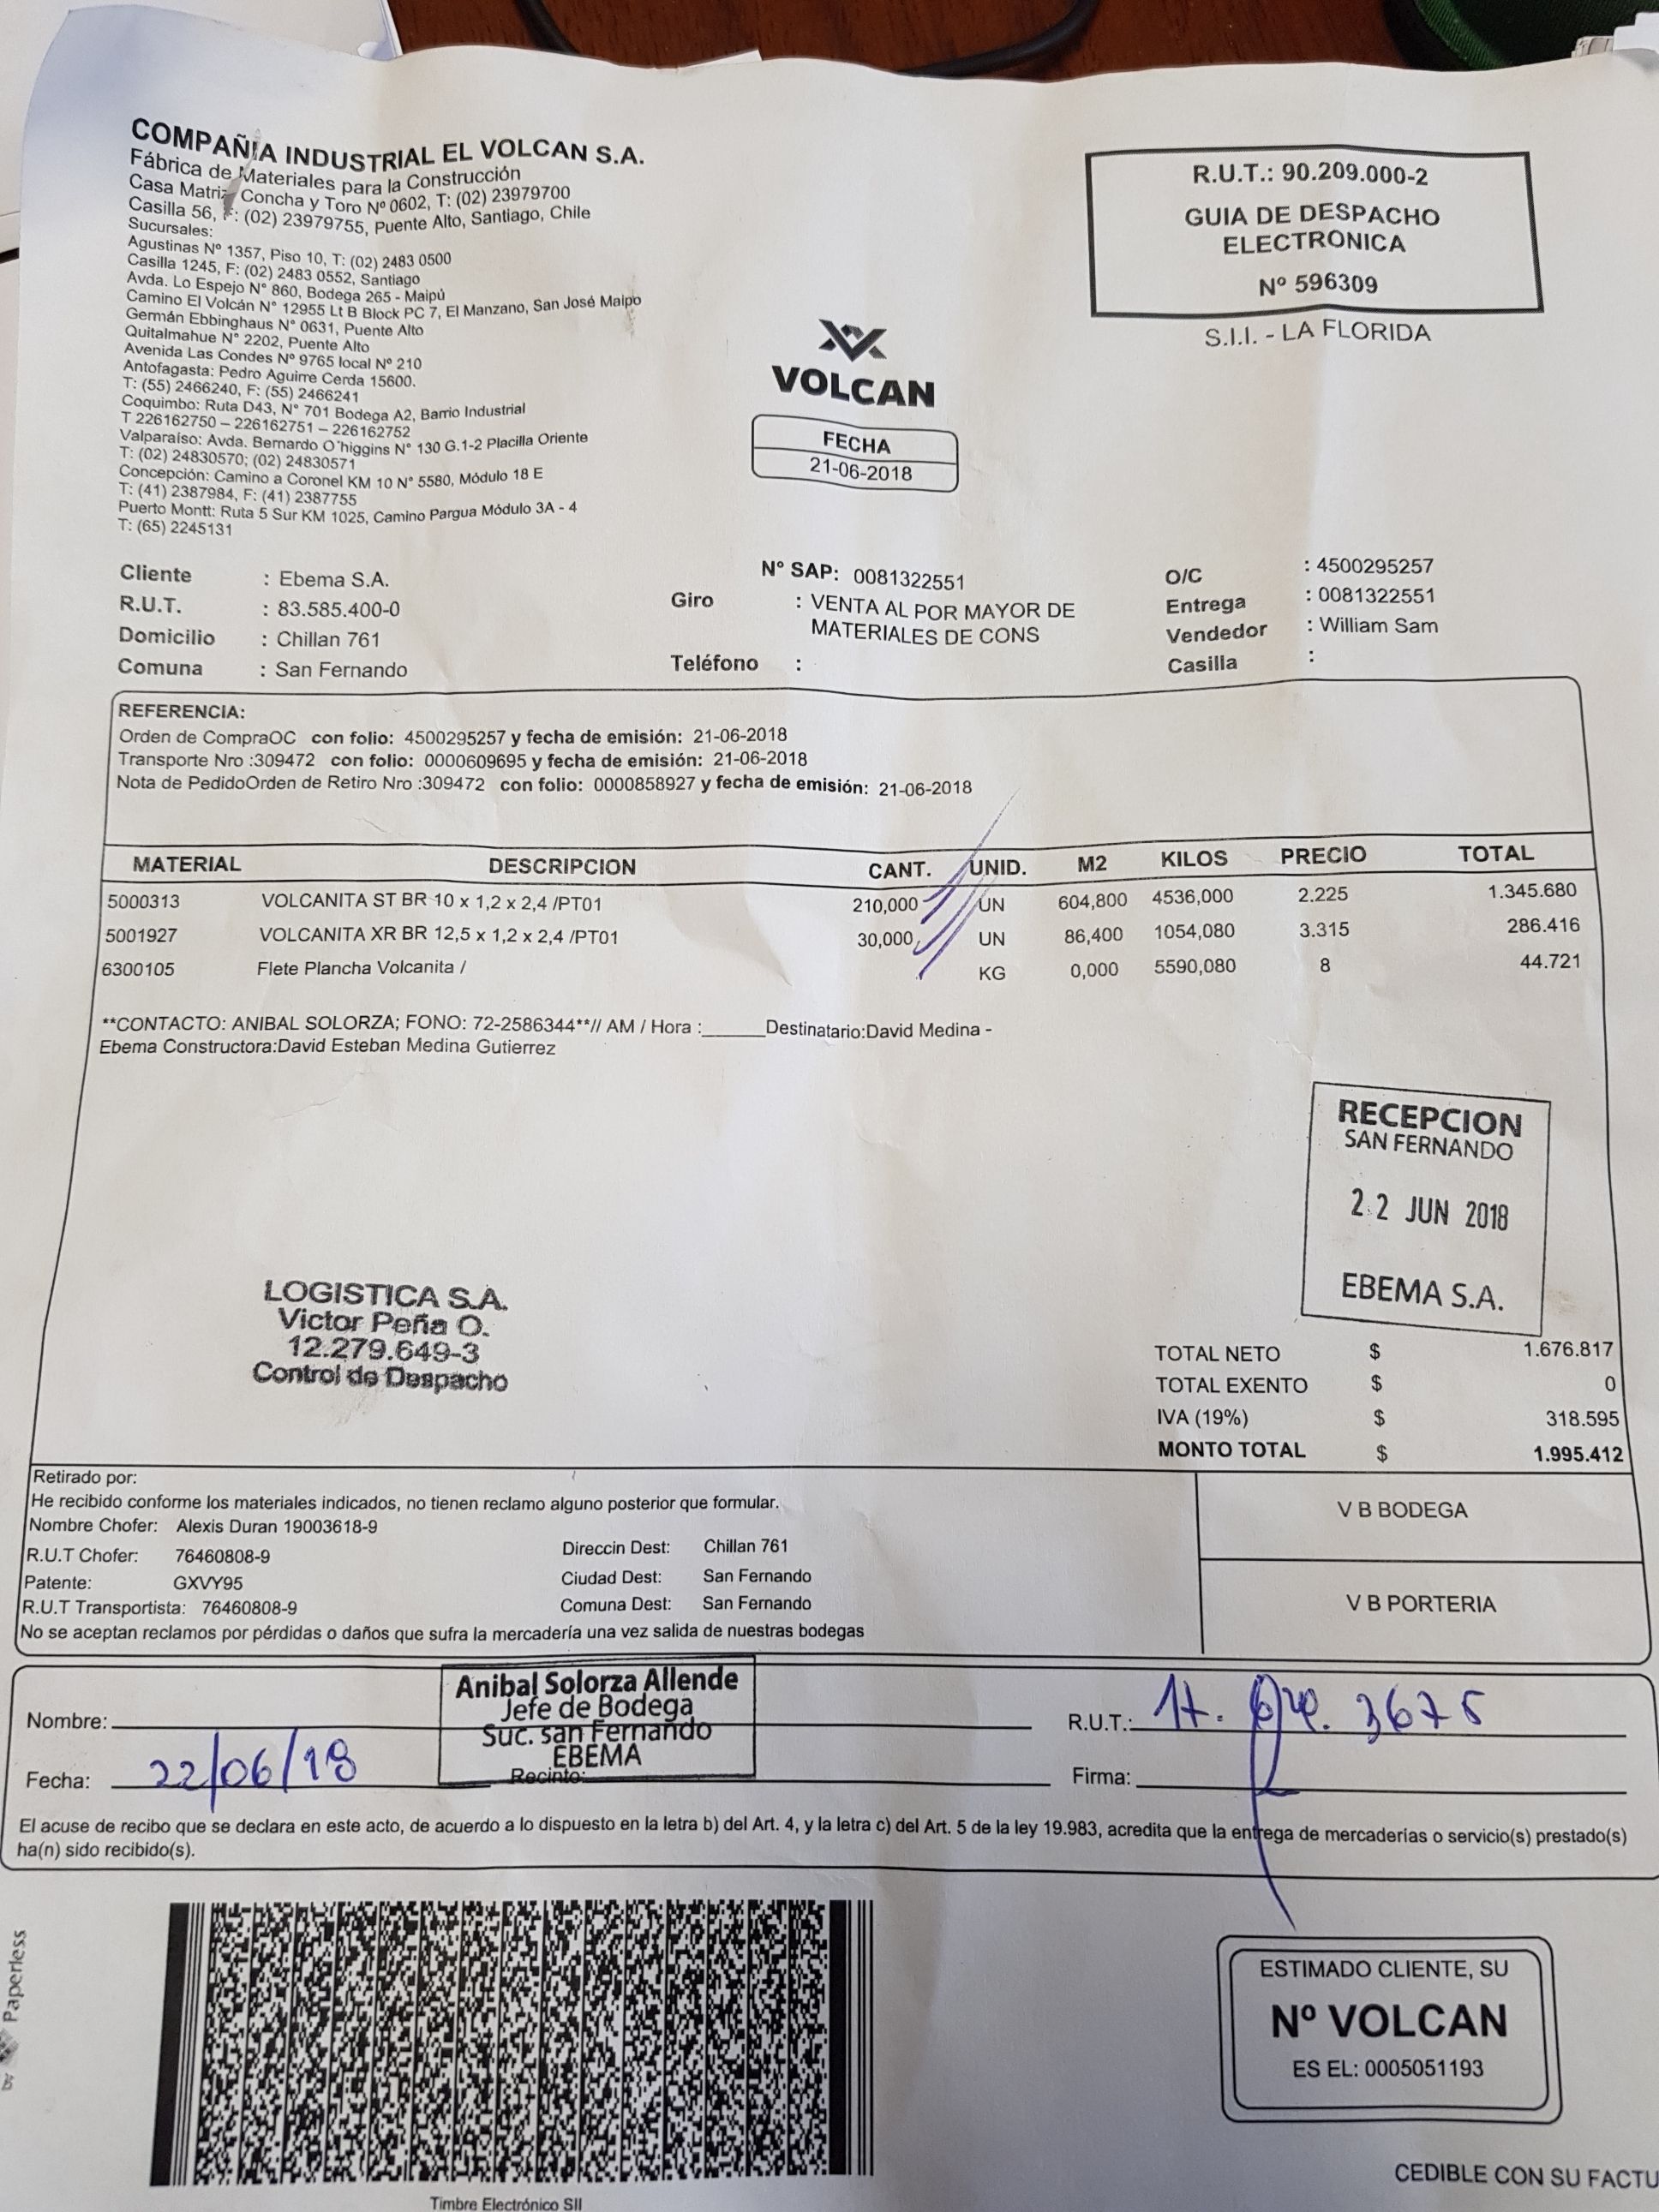 COMPAÑIA INDUSTRIAL EL VOLCAN S.A.
Fábrica de Materiales para la Construcción
Casa Matriz Concha y Toro Nº 0602, T: (02) 23979700
Casilla 56, F: (02) 23979755, Puente Alto, Santiago, Chile
Sucursales:
Agustinas Nº 1357, Piso 10, T: (02) 2483 0500
Casilla 1245, F: (02) 2483 0552, Santiago
Avda. Lo Espejo N° 860, Bodega 265 - Maipú
Camino El Volcán N° 12955 Lt B Block PC 7, El Manzano, San José Maipo
Germán Ebbinghaus N° 0631, Puente Alto
Quitalmahue N° 2202, Puente Alto
Avenida Las Condes Nº 9765 local Nº 210
Antofagasta: Pedro Aguirre Cerda 15600.
T: (55) 2466240, F: (55) 2466241
Coquimbo: Ruta D43, N° 701 Bodega A2, Barrio Industrial
T 226162750 – 226162751 – 226162752
Valparaíso: Avda. Bernardo O´higgins N° 130 G.1-2 Placilla Oriente
T: (02) 24830570; (02) 24830571
Concepción: Camino a Coronel KM 10 N° 5580, Módulo 18 E
T: (41) 2387984, F: (41) 2387755
Puerto Montt: Ruta 5 Sur KM 1025, Camino Pargua Módulo 3A - 4
T: (65) 2245131
VOLCAN
FECHA
21-06-2018
R.U.T.: 90.209.000-2
GUIA DE DESPACHO
ELECTRONICA
Nº 596309
S.I.I. - LA FLORIDA
Cliente : Ebema S.A.
R.U.T. : 83.585.400-0
Domicilio : Chillan 761
Comuna : San Fernando
N° SAP: 0081322551
Giro : VENTA AL POR MAYOR DE
MATERIALES DE CONS
Teléfono :
O/C : 4500295257
Entrega : 0081322551
Vendedor : William Sam
Casilla :
REFERENCIA:
Orden de CompraOC con folio: 4500295257 y fecha de emisión: 21-06-2018
Transporte Nro :309472 con folio: 0000609695 y fecha de emisión: 21-06-2018
Nota de PedidoOrden de Retiro Nro :309472 con folio: 0000858927 y fecha de emisión: 21-06-2018
MATERIAL DESCRIPCION CANT. UNID. M2 KILOS PRECIO TOTAL
5000313 VOLCANITA ST BR 10 x 1,2 x 2,4 /PT01 210,000 UN 604,800 4536,000 2.225 1.345.680
5001927 VOLCANITA XR BR 12,5 x 1,2 x 2,4 /PT01 30,000 UN 86,400 1054,080 3.315 286.416
6300105 Flete Plancha Volcanita / KG 0,000 5590,080 8 44.721
**CONTACTO: ANIBAL SOLORZA; FONO: 72-2586344**// AM / Hora :______Destinatario:David Medina -
Ebema Constructora:David Esteban Medina Gutierrez
RECEPCION
SAN FERNANDO
22 JUN 2018
EBEMA S.A.
LOGISTICA S.A.
Victor Peña O.
12.279.649-3
Control de Despacho
TOTAL NETO $ 1.676.817
TOTAL EXENTO $ 0
IVA (19%) $ 318.595
MONTO TOTAL $ 1.995.412
Retirado por:
He recibido conforme los materiales indicados, no tienen reclamo alguno posterior que formular.
Nombre Chofer: Alexis Duran 19003618-9
R.U.T Chofer: 76460808-9
Patente: GXVY95
R.U.T Transportista: 76460808-9
Direccin Dest: Chillan 761
Ciudad Dest: San Fernando
Comuna Dest: San Fernando
No se aceptan reclamos por pérdidas o daños que sufra la mercadería una vez salida de nuestras bodegas
V B BODEGA
V B PORTERIA
Anibal Solorza Allende
Jefe de Bodega
Suc. san Fernando
EBEMA
Nombre:
R.U.T.: 17.
Fecha: 22/06/18
Recinto:
Firma:
El acuse de recibo que se declara en este acto, de acuerdo a lo dispuesto en la letra b) del Art. 4, y la letra c) del Art. 5 de la ley 19.983, acredita que la entrega de mercaderías o servicio(s) prestado(s)
ha(n) sido recibido(s).
by Paperless
Timbre Electrónico SII
ESTIMADO CLIENTE, SU
Nº VOLCAN
ES EL: 0005051193
CEDIBLE CON SU FACTU